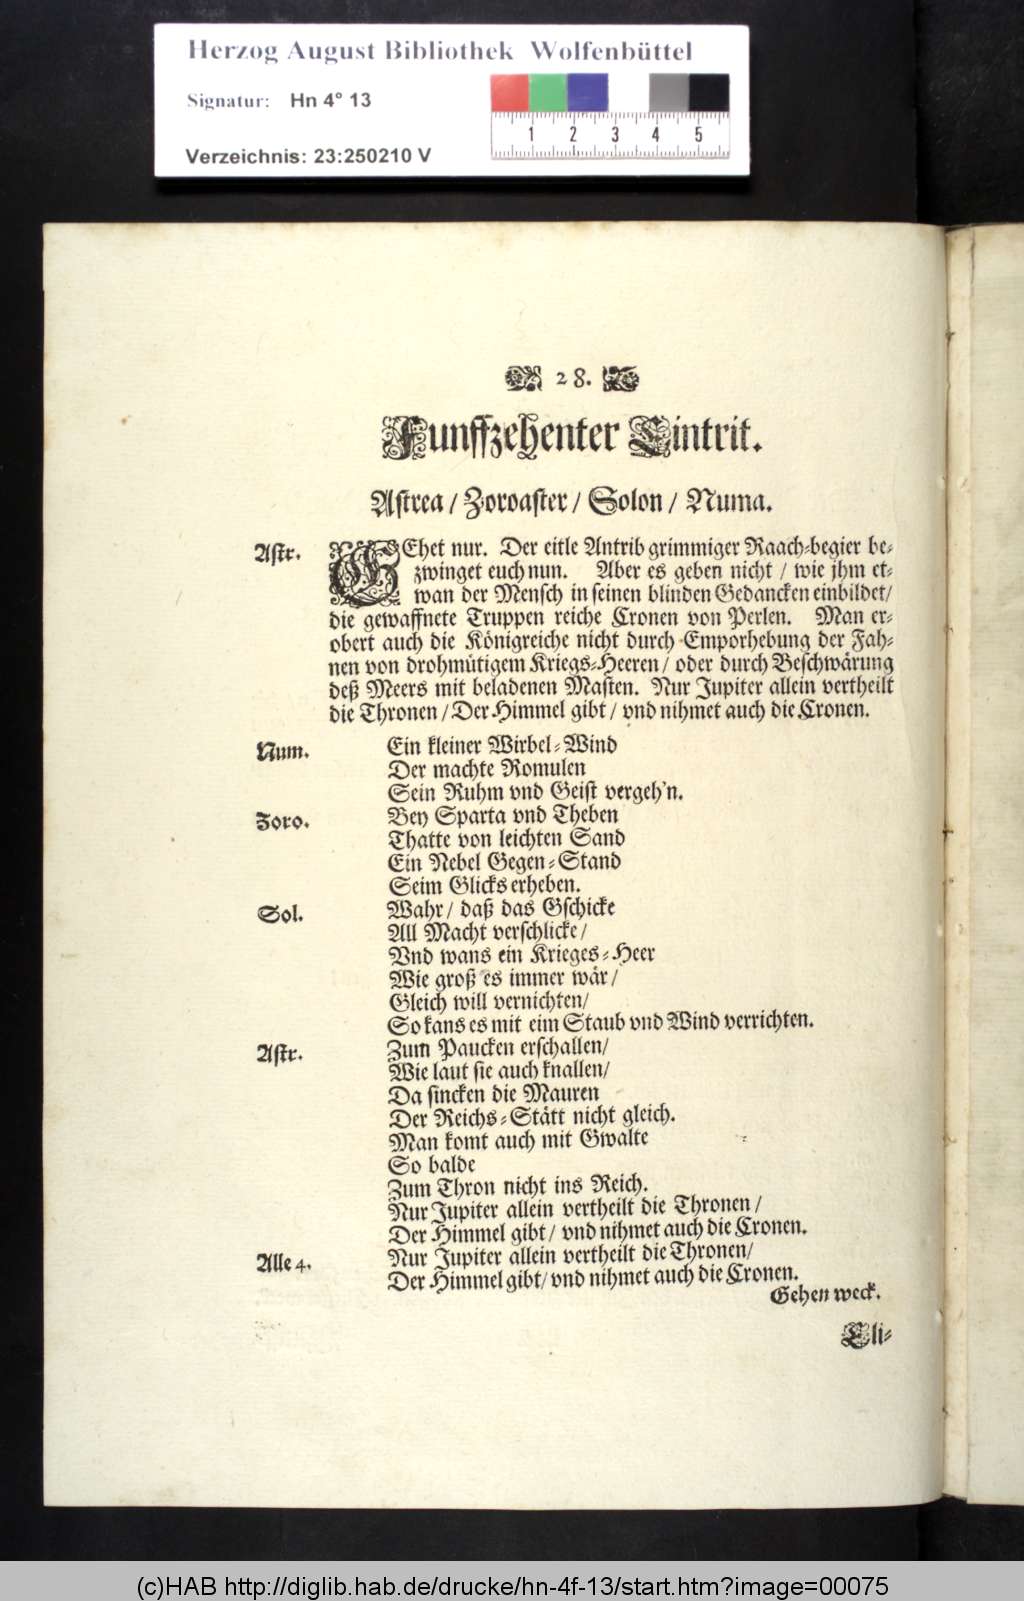 Herzog August Bibliothek Wolfenbüttel
Signatur: Hn 4° 13
Verzeichnis: 23:250210 V
1 2 3 4 5
28.
Funffzehenter Eintrit.
Astrea / Zoroaster / Solon / Numa.
Astr. GEhet nur. Der eitle Antrib grimmiger Raach-begier be-
zwinget euch nun. Aber es geben nicht / wie jhm et-
wan der Mensch in seinen blinden Gedancken einbildet/
die gewaffnete Truppen reiche Cronen von Perlen. Man er-
obert auch die Königreiche nicht durch Emporhebung der Fah-
nen von drohmütigem Kriegs-Heeren / oder durch Beschwärung
deß Meers mit beladenen Masten. Nur Jupiter allein vertheilt
die Thronen / Der Himmel gibt / vnd nihmet auch die Cronen.
Num. Ein kleiner Wirbel-Wind
Der machte Romulen
Sein Ruhm vnd Geist vergeh'n.
Zoro. Bey Sparta vnd Theben
Thatte von leichten Sand
Ein Nebel Gegen-Stand
Seim Glicks erheben.
Sol. Wahr / daß das Gschicke
All Macht verschlicke /
Vnd wans ein Krieges-Heer
Wie groß es immer wär /
Gleich will vernichten/
So kans es mit eim Staub vnd Wind verrichten.
Astr. Zum Paucken erschallen/
Wie laut sie auch knallen/
Da sincken die Mauren
Der Reichs-Stätt nicht gleich.
Man komt auch mit Gwalte
So balde
Zum Thron nicht ins Reich.
Nur Jupiter allein vertheilt die Thronen /
Der Himmel gibt / vnd nihmet auch die Cronen.
Alle 4. Nur Jupiter allein vertheilt die Thronen/
Der Himmel gibt/ vnd nihmet auch die Cronen.
Gehen weck.
Eli-
(c)HAB http://diglib.hab.de/drucke/hn-4f-13/start.htm?image=00075